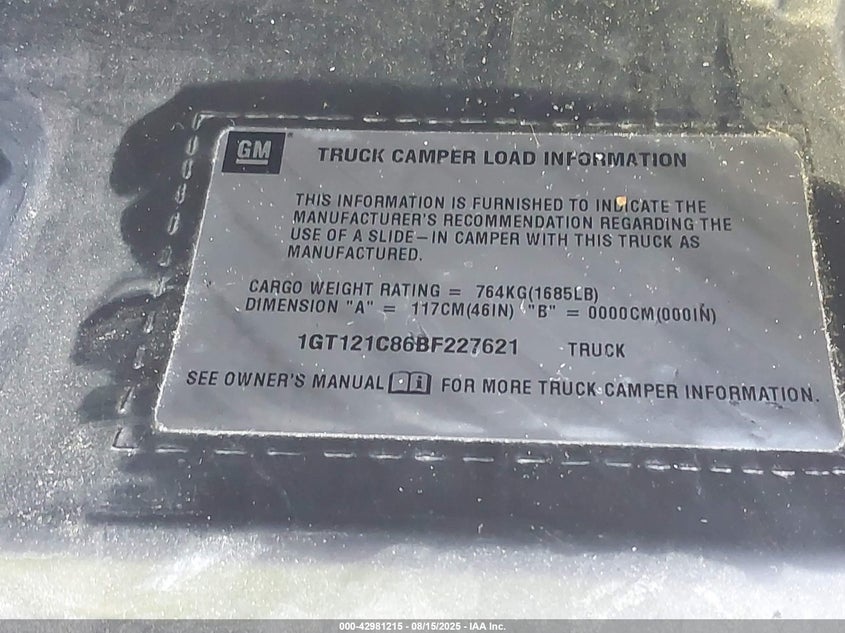 GM
TRUCK CAMPER LOAD INFORMATION
THIS INFORMATION IS FURNISHED TO INDICATE THE
MANUFACTURER'S RECOMMENDATION REGARDING THE
USE OF A SLIDE-IN CAMPER WITH THIS TRUCK AS
MANUFACTURED.
CARGO WEIGHT RATING = 764KG(1685LB)
DIMENSION "A" = 117CM(46IN) "B" = 0000CM(000IN)
1GT121C86BF227621 TRUCK
SEE OWNER'S MANUAL i FOR MORE TRUCK CAMPER INFORMATION.
000-42981215 - 08/15/2025 - IAA Inc.